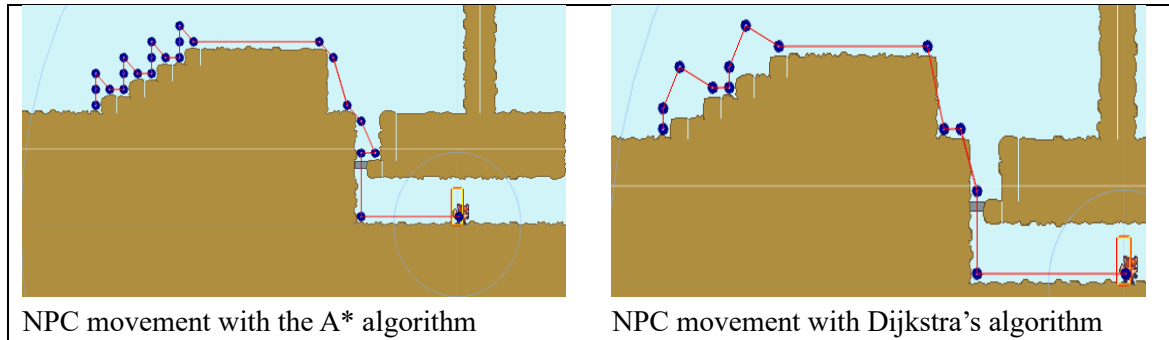 NPC movement with the A* algorithm
NPC movement with Dijkstra’s algorithm